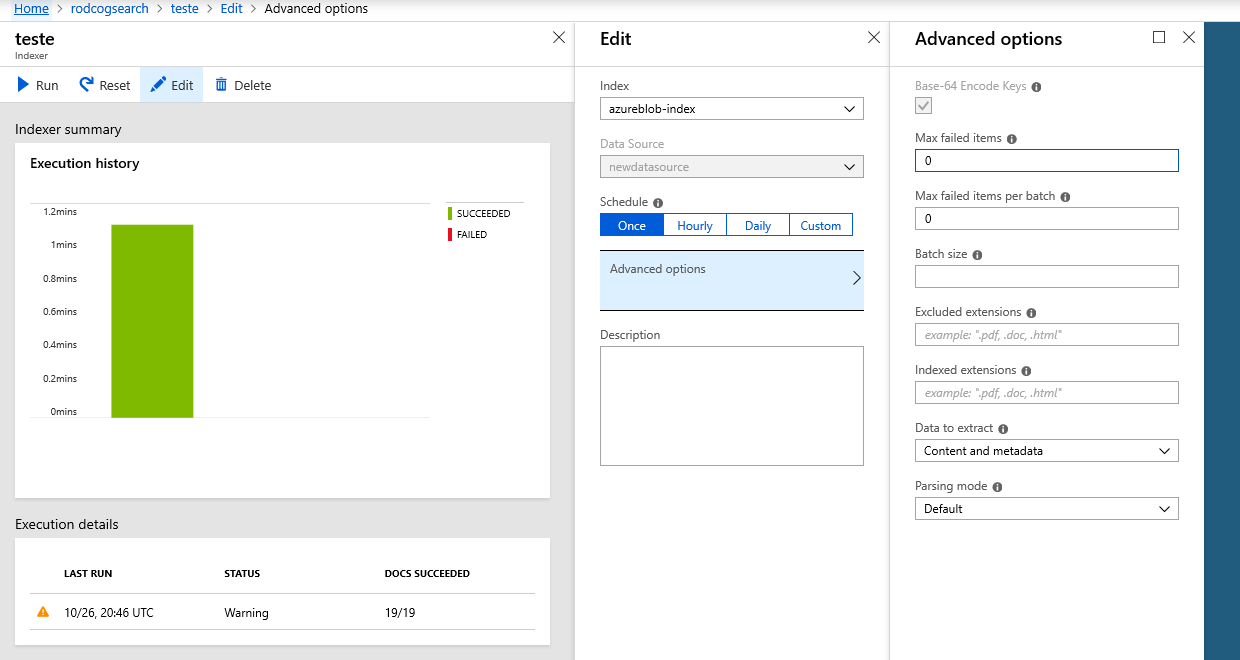 Home > rodcogsearch > teste > Edit > Advanced options
teste
Indexer
Run Reset Edit Delete
Indexer summary
Execution history
1.2mins
1mins
0.8mins
0.6mins
0.4mins
0.2mins
0mins
SUCCEEDED
FAILED
Execution details
LAST RUN STATUS DOCS SUCCEEDED
10/26, 20:46 UTC Warning 19/19
Edit
Index
azureblob-index
Data Source
newdatasource
Schedule
Once Hourly Daily Custom
Advanced options
Description
Advanced options
Base-64 Encode Keys
Max failed items
0
Max failed items per batch
0
Batch size
Excluded extensions
example: ".pdf, .doc, .html"
Indexed extensions
example: ".pdf, .doc, .html"
Data to extract
Content and metadata
Parsing mode
Default